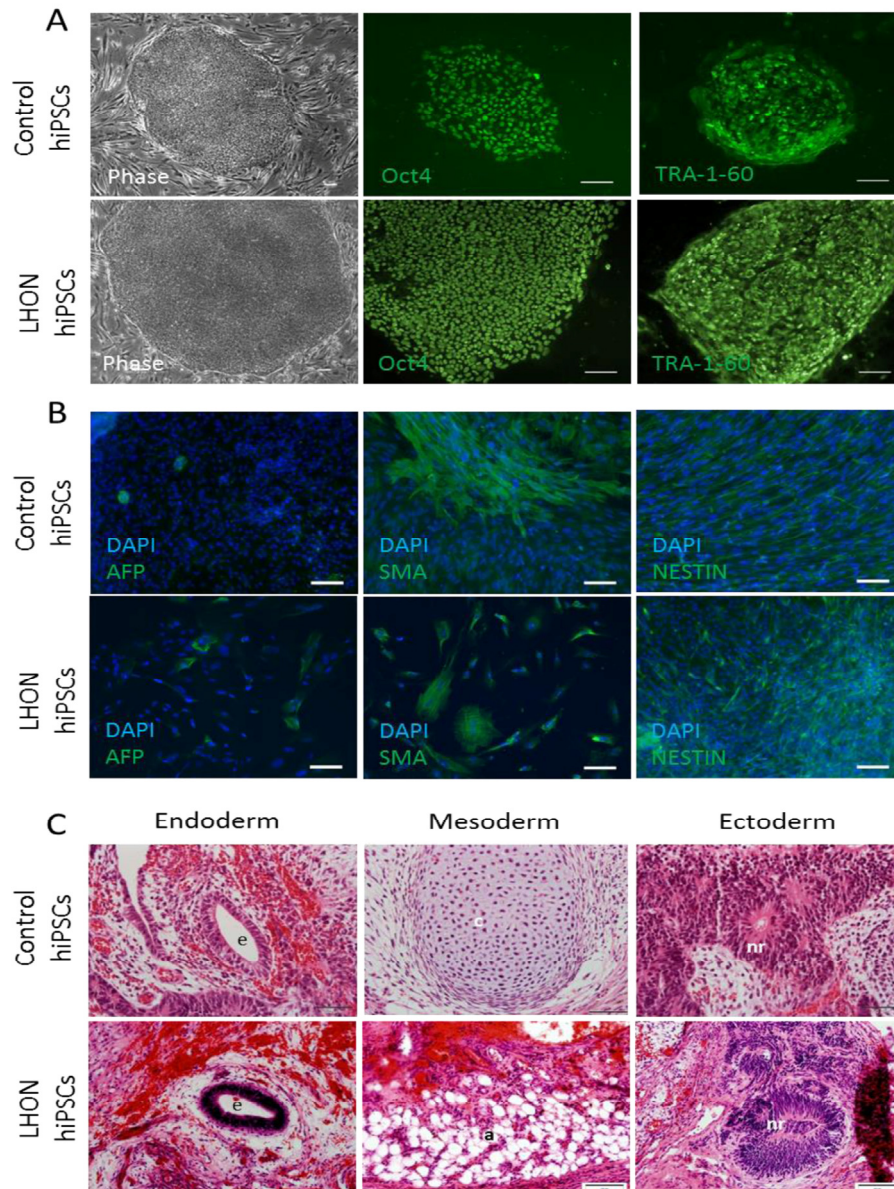 A
Control
hiPSCs
Phase
Oct4
TRA-1-60
LHON
hiPSCs
Phase
Oct4
TRA-1-60
B
Control
hiPSCs
DAPI
AFP
DAPI
SMA
DAPI
NESTIN
LHON
hiPSCs
DAPI
AFP
DAPI
SMA
DAPI
NESTIN
C
Endoderm
Mesoderm
Ectoderm
Control
hiPSCs
e
c
nr
LHON
hiPSCs
e
a
nr